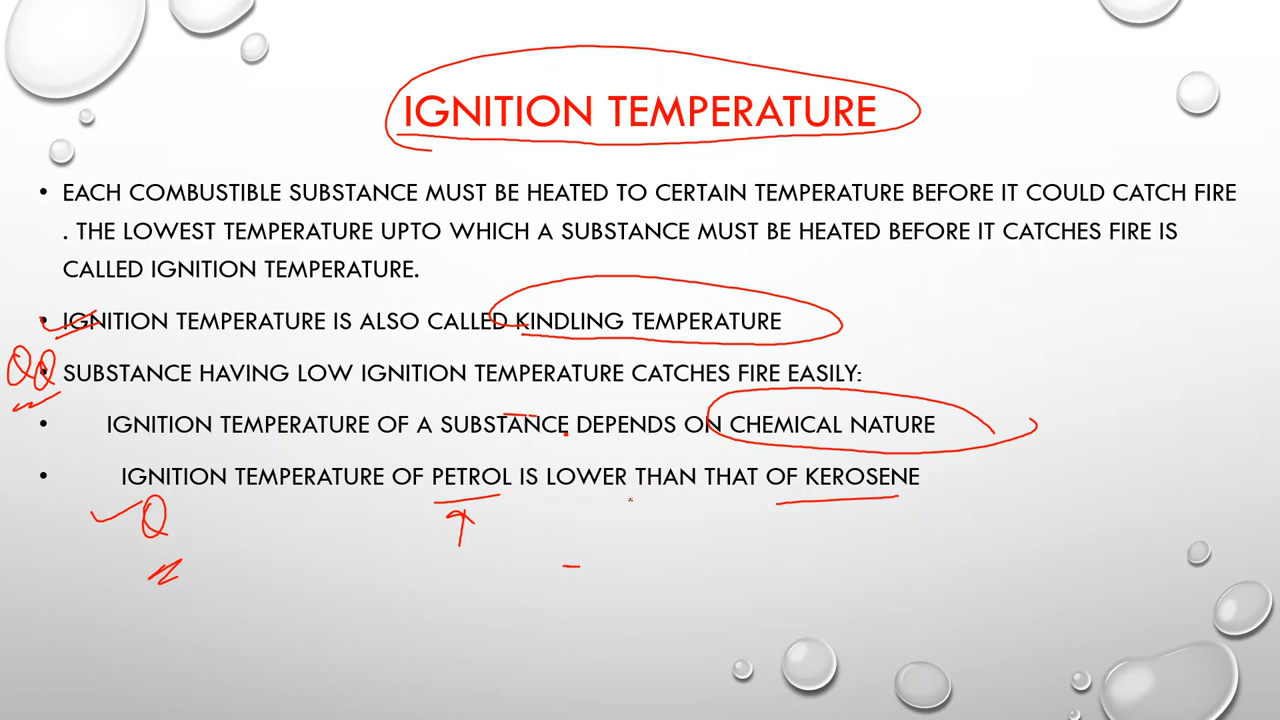 IGNITION TEMPERATURE
• EACH COMBUSTIBLE SUBSTANCE MUST BE HEATED TO CERTAIN TEMPERATURE BEFORE IT COULD CATCH FIRE
. THE LOWEST TEMPERATURE UPTO WHICH A SUBSTANCE MUST BE HEATED BEFORE IT CATCHES FIRE IS
CALLED IGNITION TEMPERATURE.
• IGNITION TEMPERATURE IS ALSO CALLED KINDLING TEMPERATURE
• SUBSTANCE HAVING LOW IGNITION TEMPERATURE CATCHES FIRE EASILY:
• IGNITION TEMPERATURE OF A SUBSTANCE DEPENDS ON CHEMICAL NATURE
• IGNITION TEMPERATURE OF PETROL IS LOWER THAN THAT OF KEROSENE